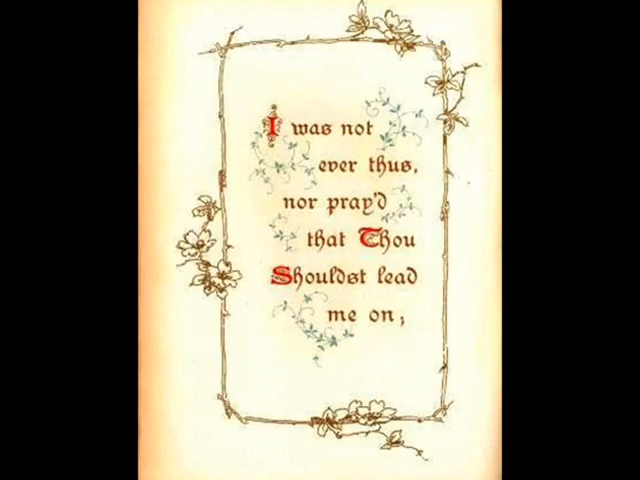 I was not
ever thus,
nor pray'd
that Thou
Shouldst lead
me on;